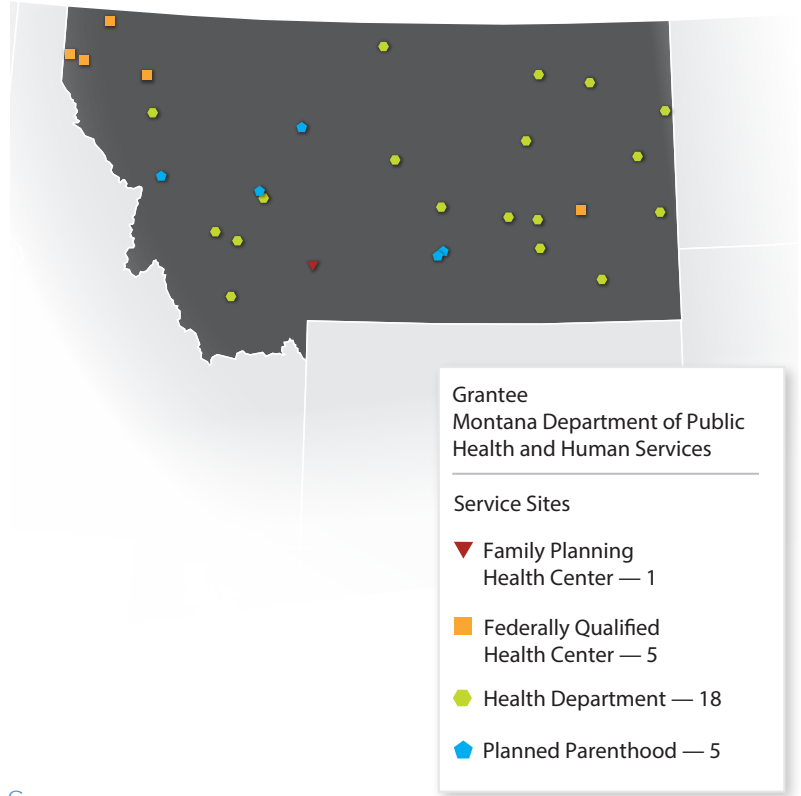 Grantee
Montana Department of Public
Health and Human Services
Service Sites
Family Planning
Health Center — 1
Federally Qualified
Health Center — 5
Health Department — 18
Planned Parenthood — 5